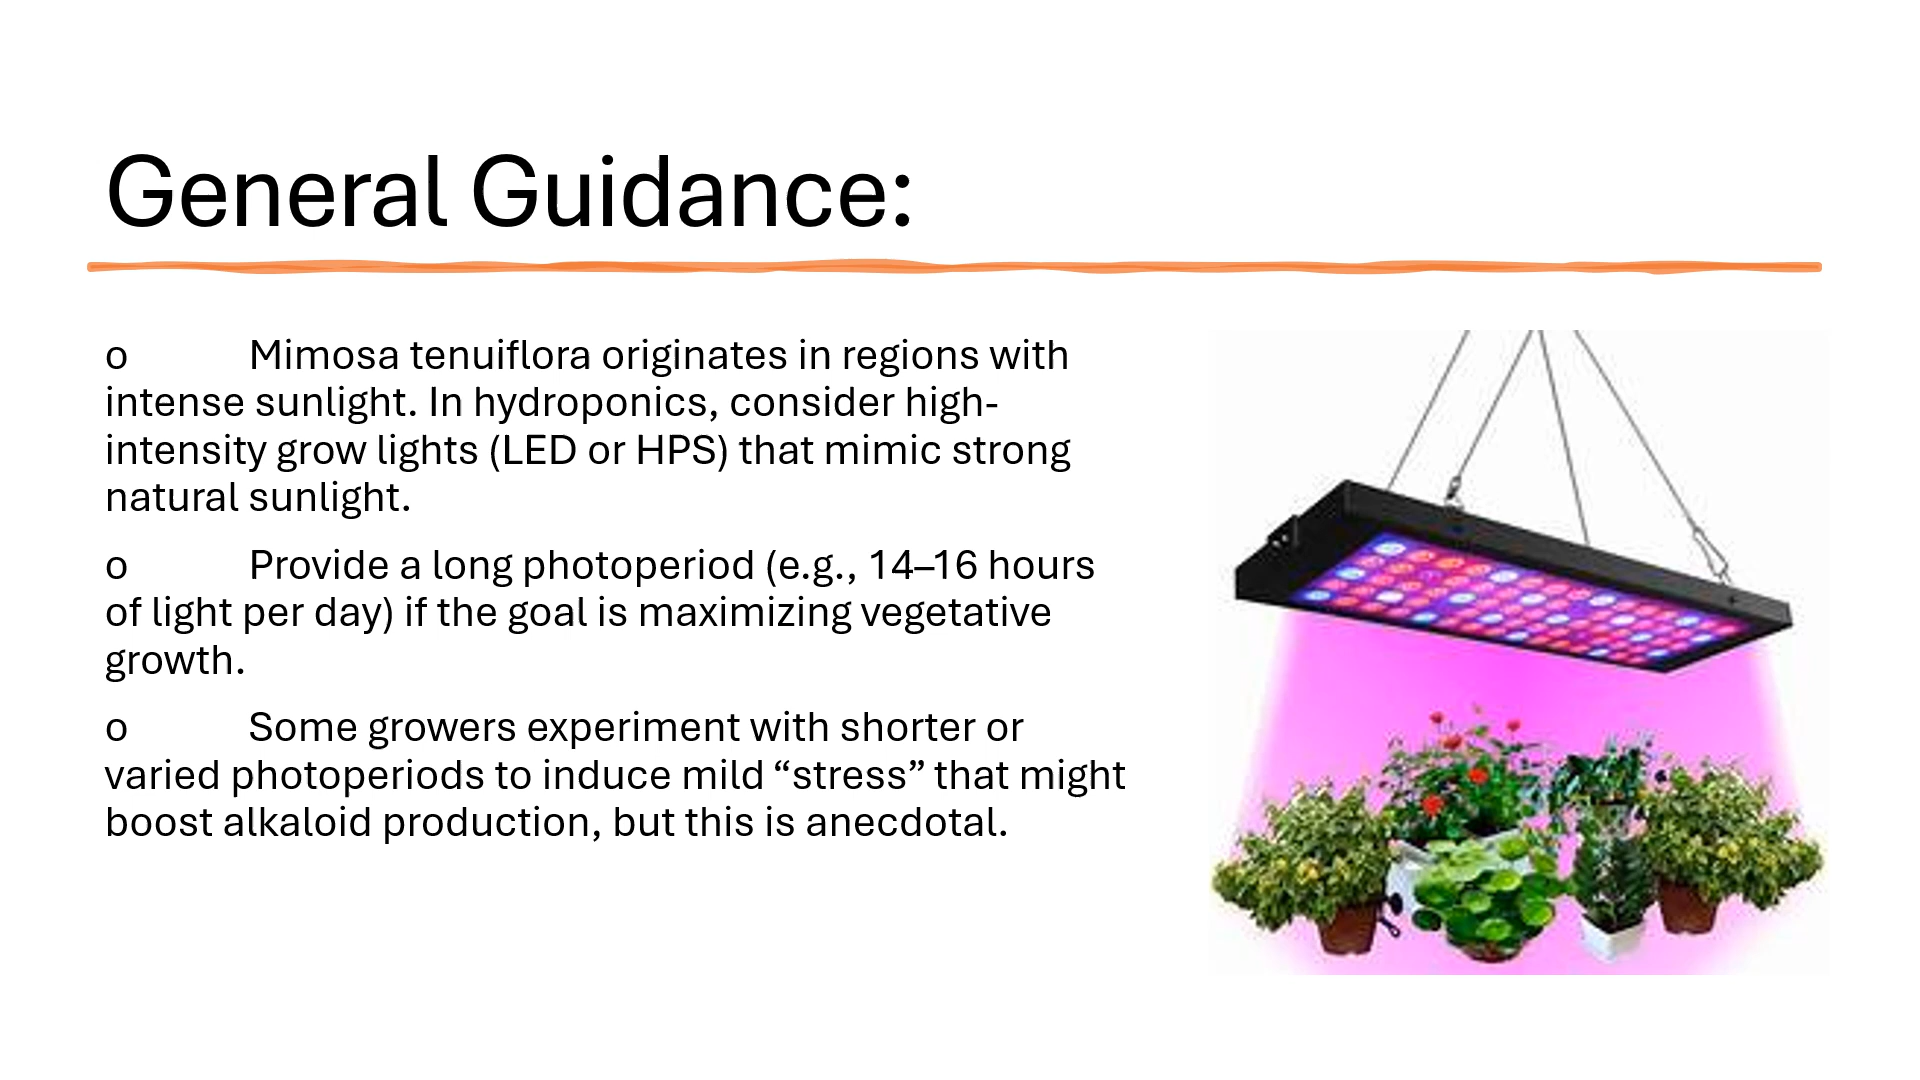 General Guidance:
o Mimosa tenuiflora originates in regions with
intense sunlight. In hydroponics, consider high-
intensity grow lights (LED or HPS) that mimic strong
natural sunlight.
o Provide a long photoperiod (e.g., 14–16 hours
of light per day) if the goal is maximizing vegetative
growth.
o Some growers experiment with shorter or
varied photoperiods to induce mild “stress” that might
boost alkaloid production, but this is anecdotal.